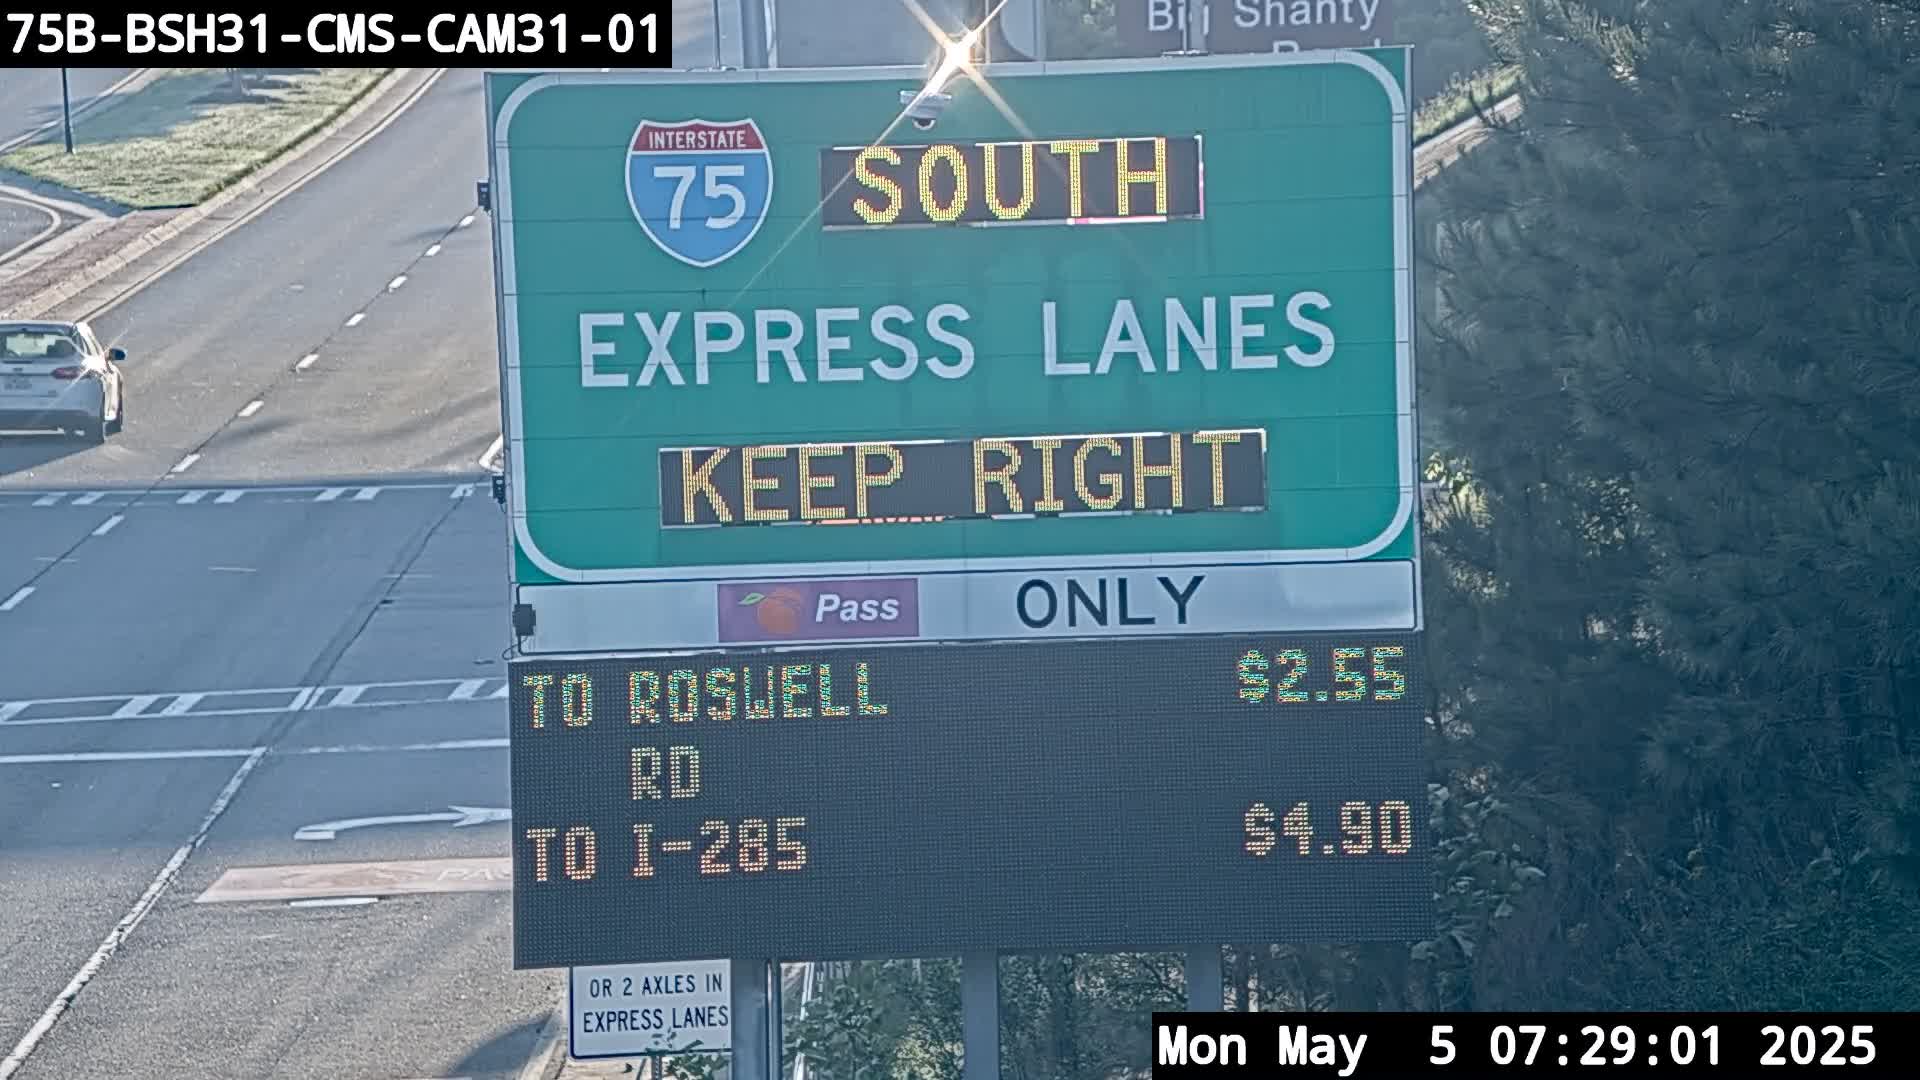 75B-BSH31-CMS-CAM31-01
Big Shanty
INTERSTATE
75
SOUTH
EXPRESS LANES
KEEP RIGHT
Pass ONLY
TO ROSWELL $2.55
RD
TO I-285 $4.90
OR 2 AXLES IN
EXPRESS LANES
Mon May 5 07:29:01 2025